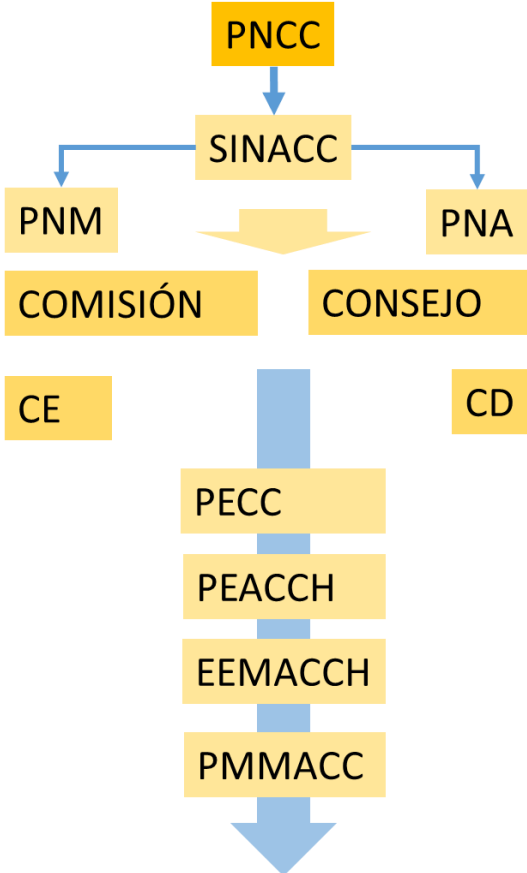 PNCC
SINACC
PNM
PNA
COMISIÓN
CONSEJO
CE
CD
PECC
PEACCH
EEMACCH
PMMACC